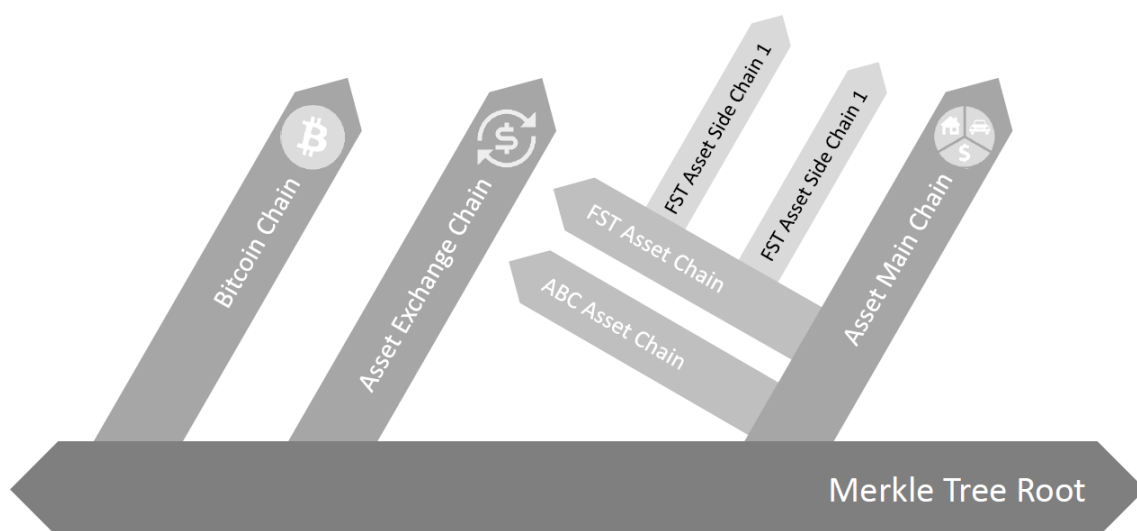 Bitcoin Chain
Asset Exchange Chain
ABC Asset Chain
FST Asset Chain
FST Asset Side Chain 1
FST Asset Side Chain 1
Asset Main Chain
Merkle Tree Root